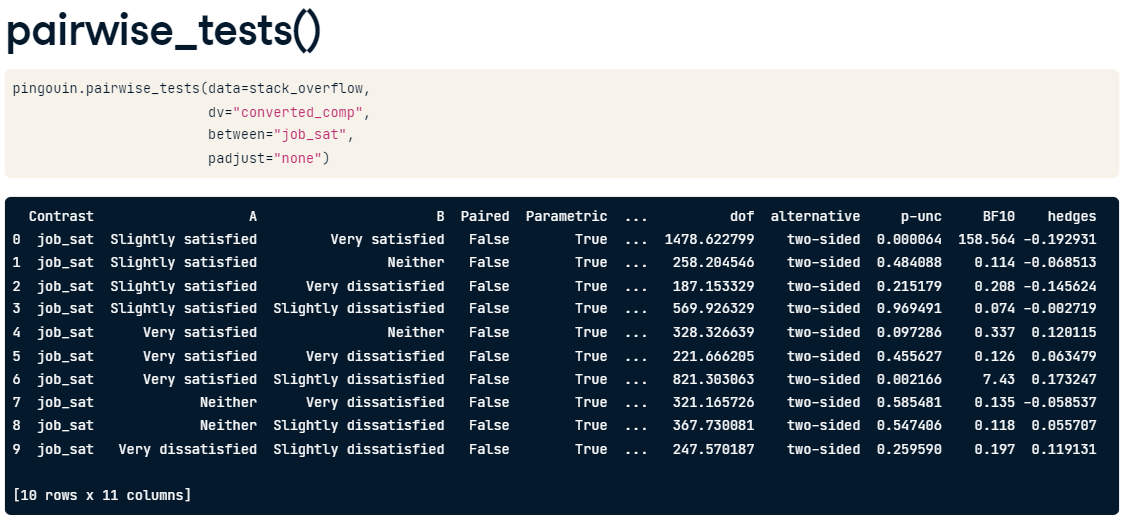 pairwise_tests()
pingouin.pairwise_tests(data=stack_overflow,
                        dv="converted_comp",
                        between="job_sat",
                        padjust="none")
  Contrast                   A                      B  Paired  Parametric  ...          dof  alternative     p-unc     BF10    hedges
0  job_sat  Slightly satisfied         Very satisfied   False        True  ...  1478.622799    two-sided  0.000064  158.564 -0.192931
1  job_sat  Slightly satisfied                Neither   False        True  ...   258.204546    two-sided  0.484088    0.114 -0.068513
2  job_sat  Slightly satisfied      Very dissatisfied   False        True  ...   187.153329    two-sided  0.215179    0.208 -0.145624
3  job_sat  Slightly satisfied  Slightly dissatisfied   False        True  ...   569.926329    two-sided  0.969491    0.074 -0.002719
4  job_sat      Very satisfied                Neither   False        True  ...   328.326639    two-sided  0.097286    0.337  0.120115
5  job_sat      Very satisfied      Very dissatisfied   False        True  ...   221.666205    two-sided  0.455627    0.126  0.063479
6  job_sat      Very satisfied  Slightly dissatisfied   False        True  ...   821.303063    two-sided  0.002166     7.43  0.173247
7  job_sat             Neither      Very dissatisfied   False        True  ...   321.165726    two-sided  0.585481    0.135 -0.058537
8  job_sat             Neither  Slightly dissatisfied   False        True  ...   367.730081    two-sided  0.547406    0.118  0.055707
9  job_sat   Very dissatisfied  Slightly dissatisfied   False        True  ...   247.570187    two-sided  0.259590    0.197  0.119131
[10 rows x 11 columns]